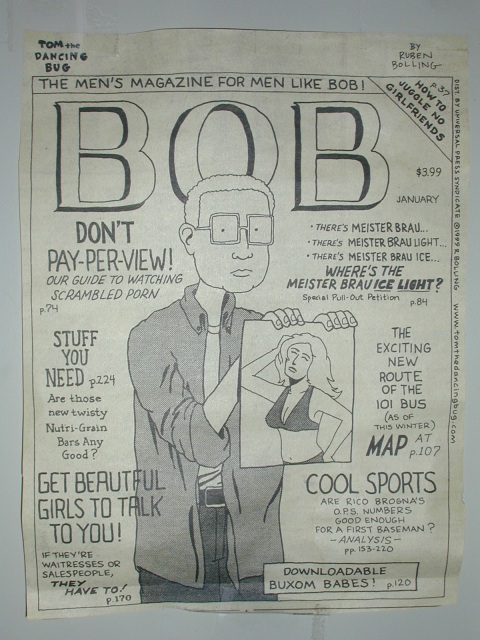 TOM the
DANCING
BUG
BY
RUBEN
BOLLING
THE MEN'S MAGAZINE FOR MEN LIKE BOB!
p.37
HOW TO
JUGGLE NO
GIRLFRIENDS
BOB
$3.99
JANUARY
DON'T
PAY-PER-VIEW!
OUR GUIDE TO WATCHING
SCRAMBLED PORN
p.74
• THERE'S MEISTER BRAU...
• THERE'S MEISTER BRAU LIGHT...
• THERE'S MEISTER BRAU ICE...
WHERE'S THE
MEISTER BRAU ICE LIGHT?
Special Pull-Out Petition p.84
STUFF
YOU
NEED p.224
Are those
new twisty
Nutri-Grain
Bars Any
Good?
THE
EXCITING
NEW
ROUTE
OF THE
101 BUS
(AS OF
THIS WINTER)
MAP AT
p.107
GET BEAUTIFUL
GIRLS TO TALK
TO YOU!
IF THEY'RE
WAITRESSES OR
SALESPEOPLE,
THEY
HAVE TO!
p.170
COOL SPORTS
ARE RICO BROGNA'S
O.P.S. NUMBERS
GOOD ENOUGH
FOR A FIRST BASEMAN?
-ANALYSIS-
pp. 153-220
DOWNLOADABLE
BUXOM BABES! p.120
DIST. BY UNIVERSAL PRESS SYNDICATE ©1999 R. BOLLING www.tomthedancingbug.com